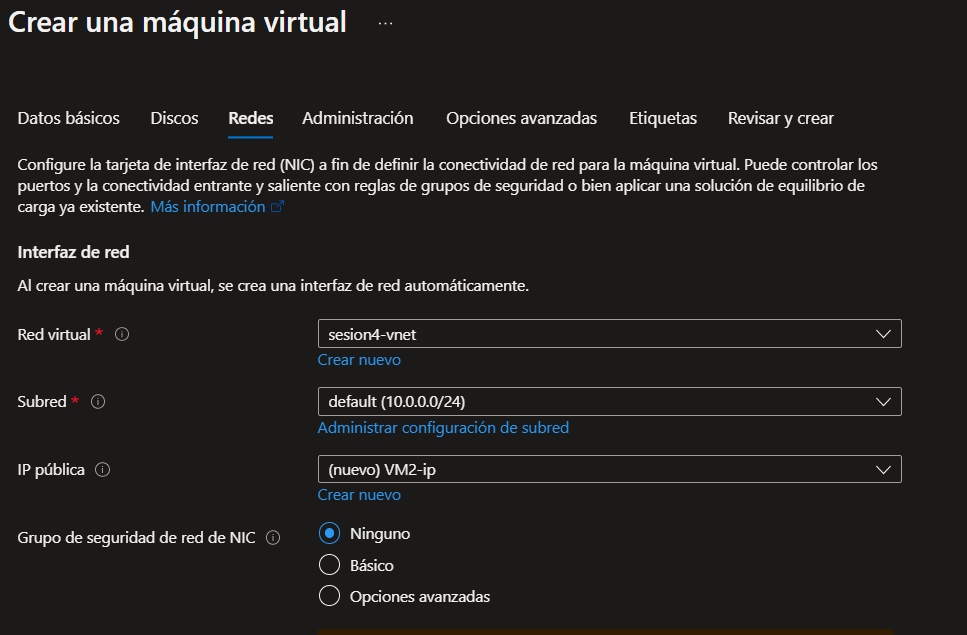 Crear una máquina virtual ...
Datos básicos Discos Redes Administración Opciones avanzadas Etiquetas Revisar y crear
Configure la tarjeta de interfaz de red (NIC) a fin de definir la conectividad de red para la máquina virtual. Puede controlar los
puertos y la conectividad entrante y saliente con reglas de grupos de seguridad o bien aplicar una solución de equilibrio de
carga ya existente. Más información
Interfaz de red
Al crear una máquina virtual, se crea una interfaz de red automáticamente.
Red virtual * sesion4-vnet
Crear nuevo
Subred * default (10.0.0.0/24)
Administrar configuración de subred
IP pública (nuevo) VM2-ip
Crear nuevo
Grupo de seguridad de red de NIC Ninguno
Básico
Opciones avanzadas